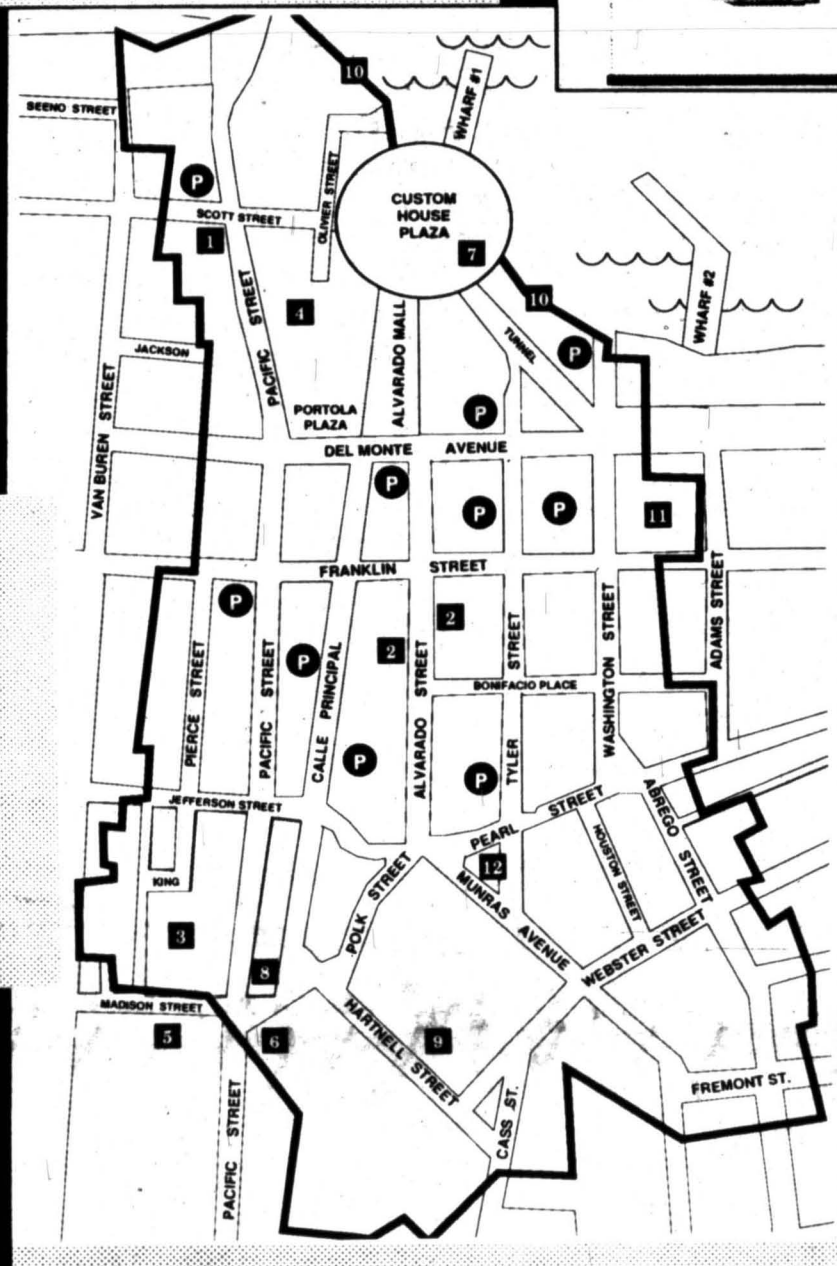 10
WHARF #1
SEENO STREET
P
OLIVIER STREET
CUSTOM
HOUSE
PLAZA
SCOTT STREET
1
7
WHARF #2
10
PACIFIC STREET
4
ALVARADO MALL
TUNNEL
P
JACKSON
VAN BUREN STREET
PORTOLA
PLAZA
P
DEL MONTE AVENUE
P
P
P
11
FRANKLIN STREET
ADAMS STREET
P
2
2
P
PIERCE STREET
PACIFIC STREET
CALLE PRINCIPAL
ALVARADO STREET
TYLER STREET
WASHINGTON STREET
BONIFACIO PLACE
P
P
JEFFERSON STREET
PEARL STREET
ABREGO STREET
HOUSTON STREET
12
KING
POLK STREET
MUNRAS AVENUE
WEBSTER STREET
3
8
MADISON STREET
5
6
HARTNELL STREET
9
FREMONT ST.
CASS ST.
PACIFIC STREET